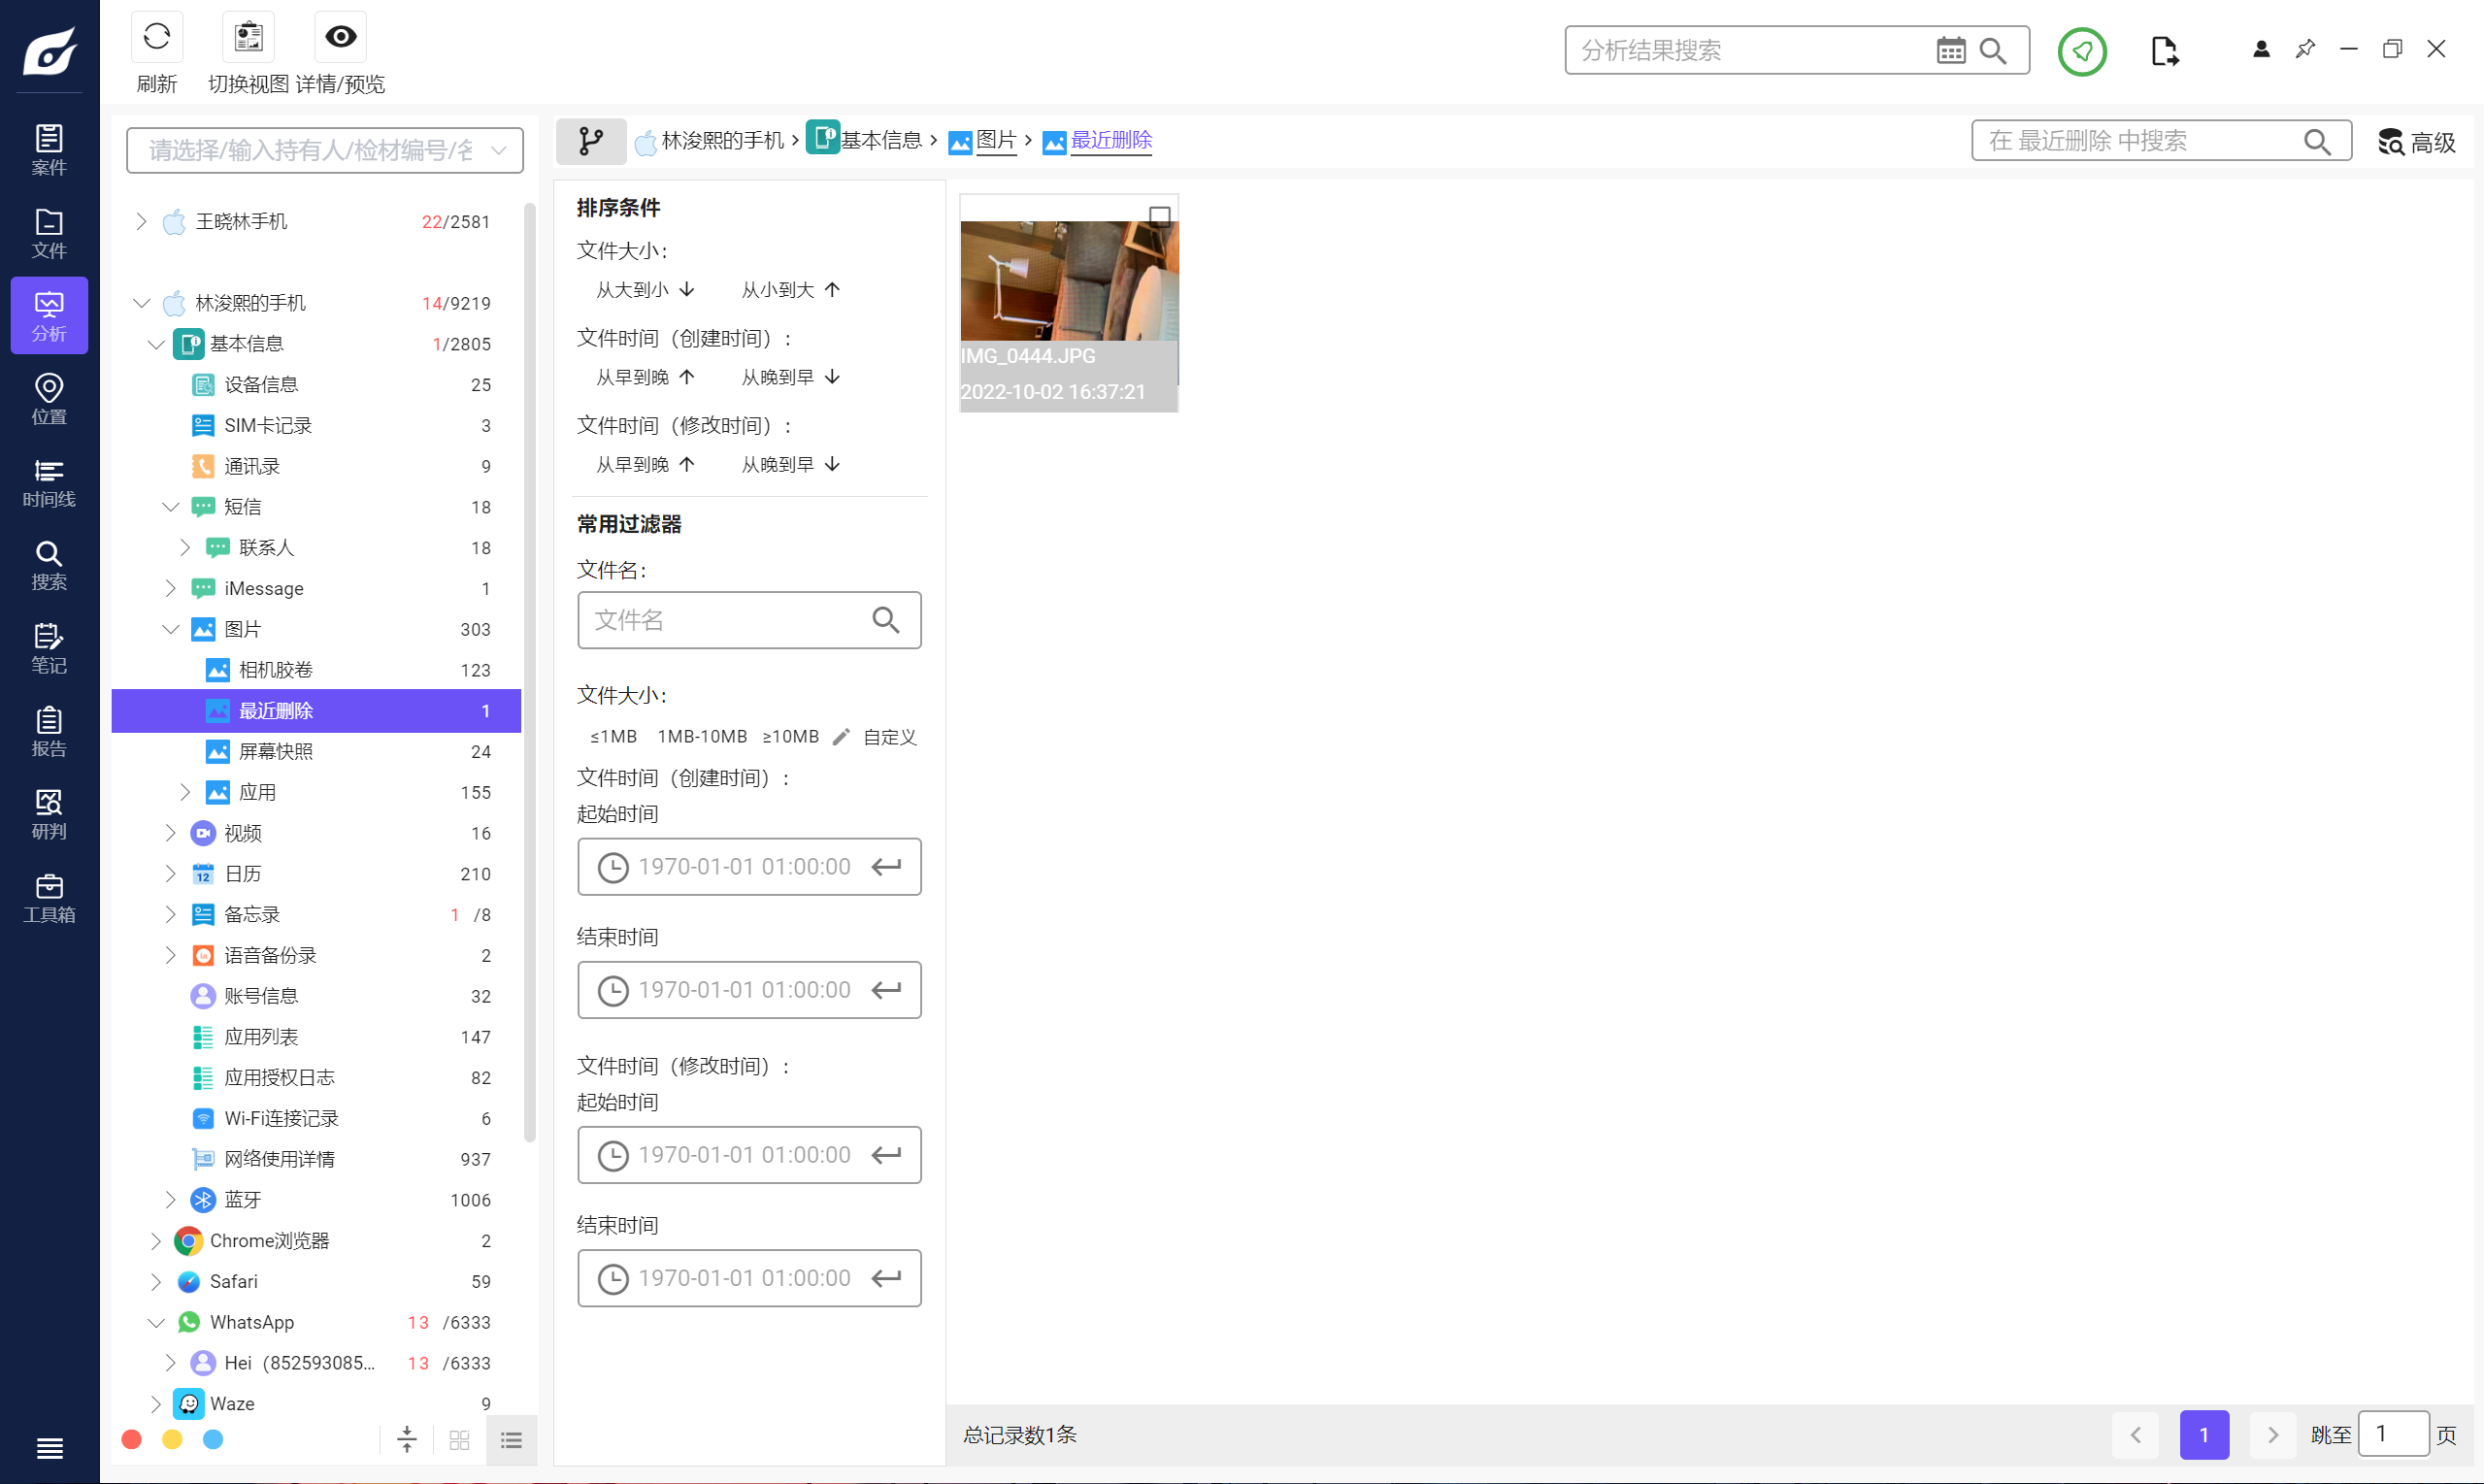 刷新
切换视图
详情/预览
分析结果搜索
案件
文件
分析
位置
时间线
搜索
笔记
报告
研判
工具箱
请选择/输入持有人/检材编号/名
王晓林手机 22/2581
林浚熙的手机 14/9219
基本信息 1/2805
设备信息 25
SIM卡记录 3
通讯录 9
短信 18
联系人 18
iMessage 1
图片 303
相机胶卷 123
最近删除 1
屏幕快照 24
应用 155
视频 16
日历 210
备忘录 1 /8
语音备份录 2
账号信息 32
应用列表 147
应用授权日志 82
Wi-Fi连接记录 6
网络使用详情 937
蓝牙 1006
Chrome浏览器 2
Safari 59
WhatsApp 13 /6333
Hei（852593085... 13 /6333
Waze 9
林浚熙的手机 › 基本信息 › 图片 › 最近删除
在 最近删除 中搜索
高级
排序条件
文件大小：
从大到小 ↓ 从小到大 ↑
文件时间（创建时间）：
从早到晚 ↑ 从晚到早 ↓
文件时间（修改时间）：
从早到晚 ↑ 从晚到早 ↓
常用过滤器
文件名：
文件名
文件大小：
≤1MB 1MB-10MB ≥10MB 自定义
文件时间（创建时间）：
起始时间
1970-01-01 01:00:00
结束时间
1970-01-01 01:00:00
文件时间（修改时间）：
起始时间
1970-01-01 01:00:00
结束时间
1970-01-01 01:00:00
IMG_0444.JPG
2022-10-02 16:37:21
总记录数1条
1
跳至 1 页